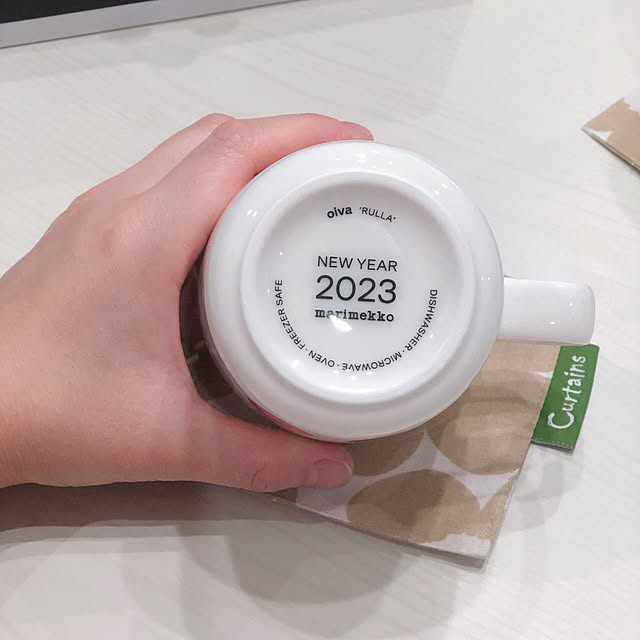 oiva 'RULLA'
NEW YEAR
2023
marimekko
DISHWASHER · MICROWAVE · OVEN · FREEZER SAFE
Curtains